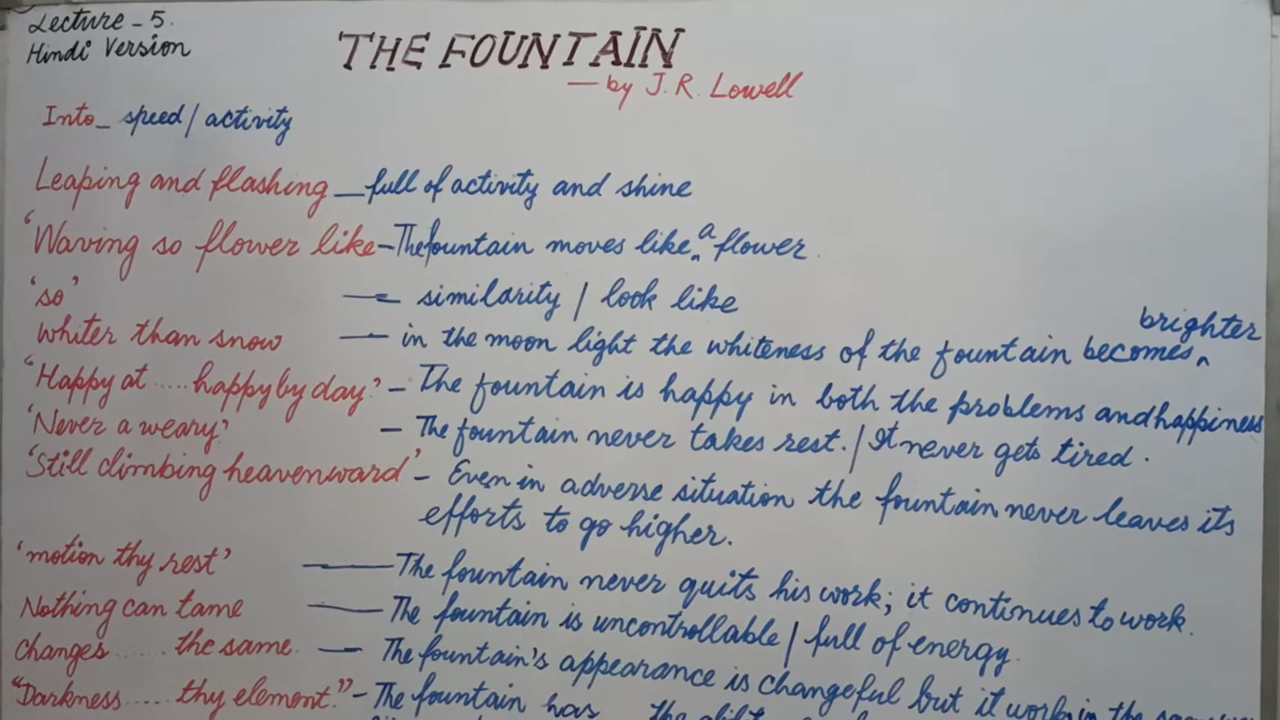 Lecture - 5.
Hindi Version
THE FOUNTAIN
— by J. R. Lowell
Into_ speed / activity
Leaping and flashing _ full of activity and shine
'Waving so flower like - The fountain moves like a flower.
'so' — similarity / look like
whiter than snow — in the moon light the whiteness of the fountain becomes brighter
"Happy at ..... happy by day' - The fountain is happy in both the problems and happiness
'Never a weary' - The fountain never takes rest. / It never gets tired.
'Still climbing heavenward' - Even in adverse situation the fountain never leaves its
efforts to go higher.
'motion thy rest' — The fountain never quits his work; it continues to work.
Nothing can tame — The fountain is uncontrollable / full of energy.
changes ...... the same. — The fountain's appearance is changeful but it works in the
"Darkness ..... thy element." - The fountain has the